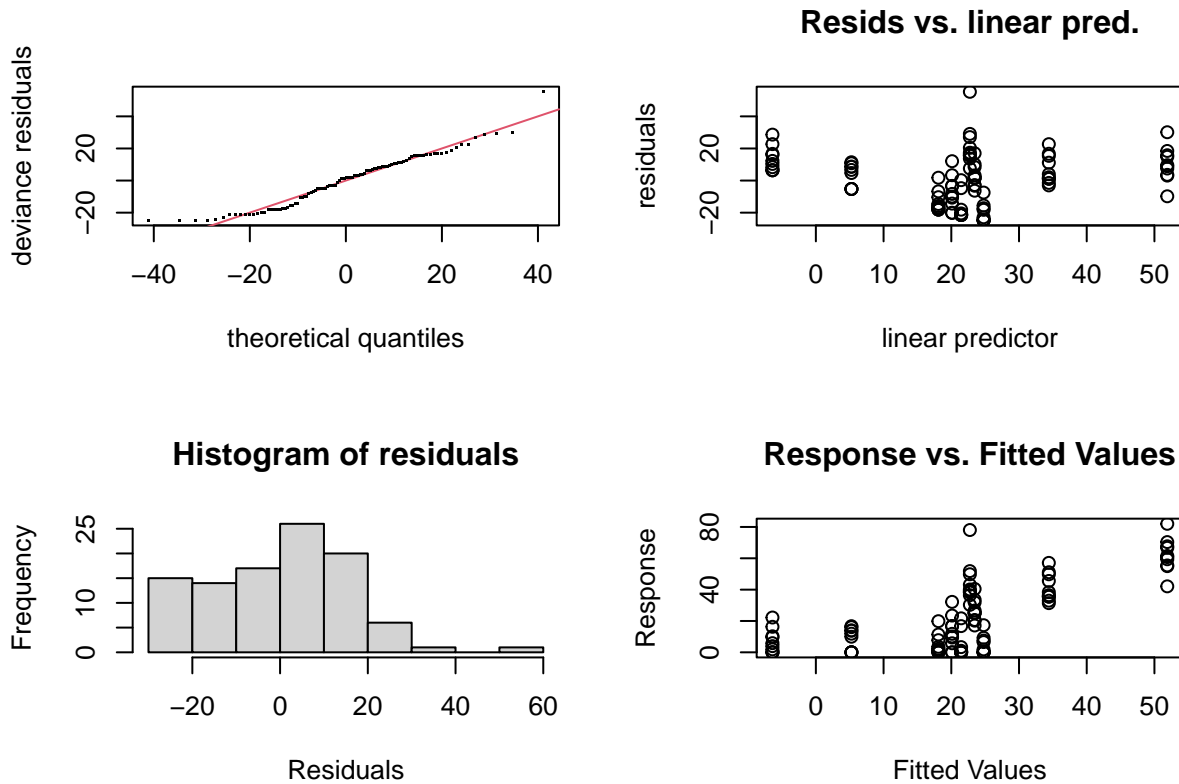 deviance residuals
20
−20
−40
−20
0
20
40
theoretical quantiles
Resids vs. linear pred.
residuals
20
−20
0
10
20
30
40
50
linear predictor
Histogram of residuals
Frequency
25
10
0
−20
0
20
40
60
Residuals
Response vs. Fitted Values
Response
80
40
0
0
10
20
30
40
50
Fitted Values